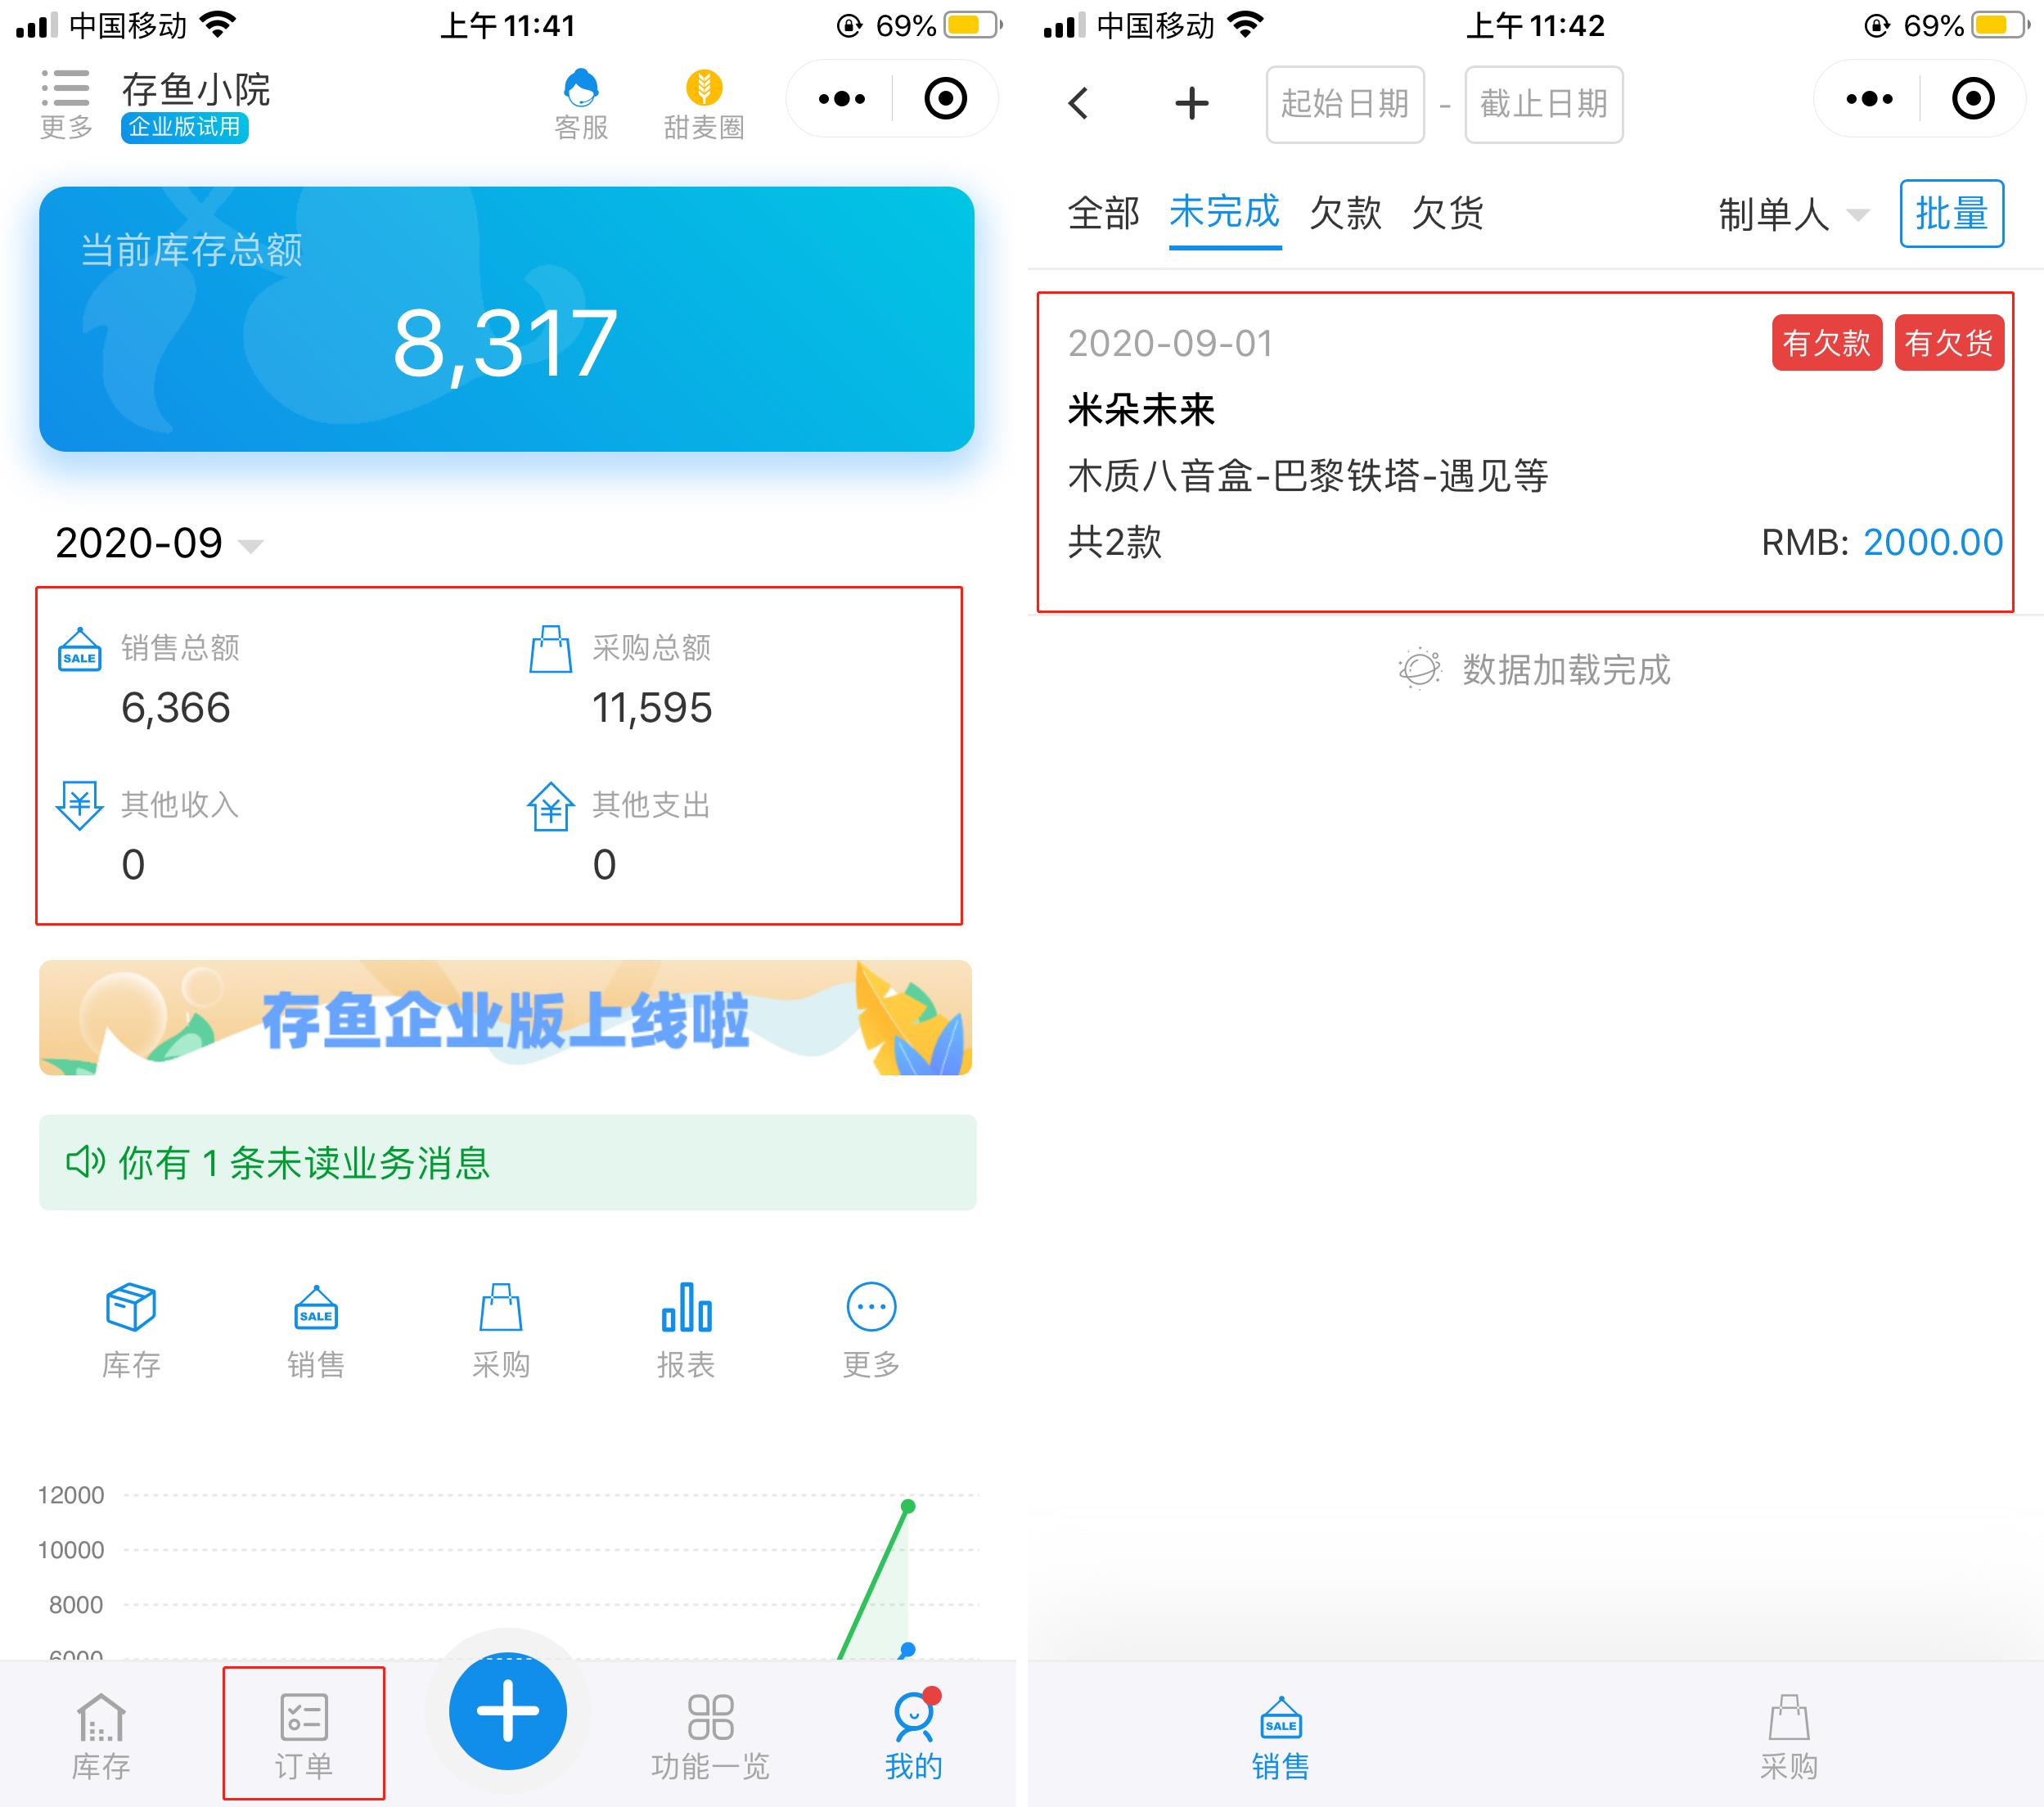 中国移动 上午11:41 69%
更多 存鱼小院 企业版试用 客服 甜麦圈
当前库存总额
8,317
2020-09
SALE 销售总额 采购总额
6,366 11,595
其他收入 其他支出
0 0
存鱼企业版上线啦
你有 1 条未读业务消息
SALE
库存 销售 采购 报表 更多
12000
10000
8000
6000
库存 订单 功能一览 我的
中国移动 上午11:42 69%
起始日期 - 截止日期
全部 未完成 欠款 欠货 制单人 批量
2020-09-01 有欠款 有欠货
米朵未来
木质八音盒-巴黎铁塔-遇见等
共2款 RMB: 2000.00
数据加载完成
SALE
销售 采购